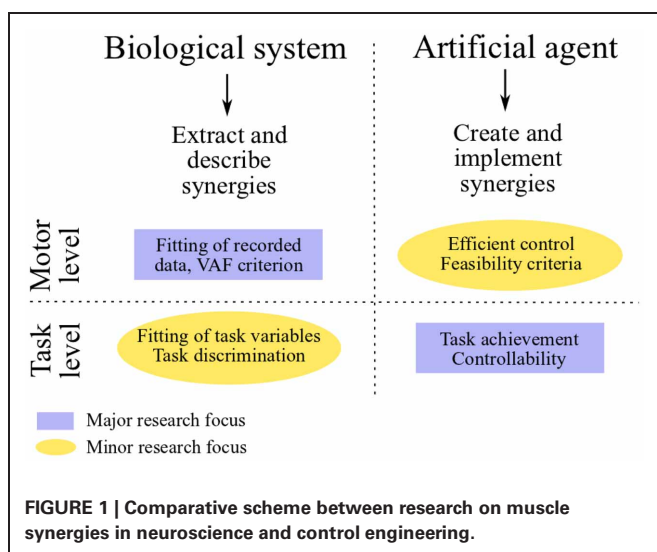 Biological system
Artificial agent
Extract and
describe
synergies
Create and
implement
synergies
Motor
level
Fitting of recorded
data, VAF criterion
Efficient control
Feasibility criteria
Task
level
Fitting of task variables
Task discrimination
Task achievement
Controllability
Major research focus
Minor research focus
FIGURE 1 | Comparative scheme between research on muscle
synergies in neuroscience and control engineering.